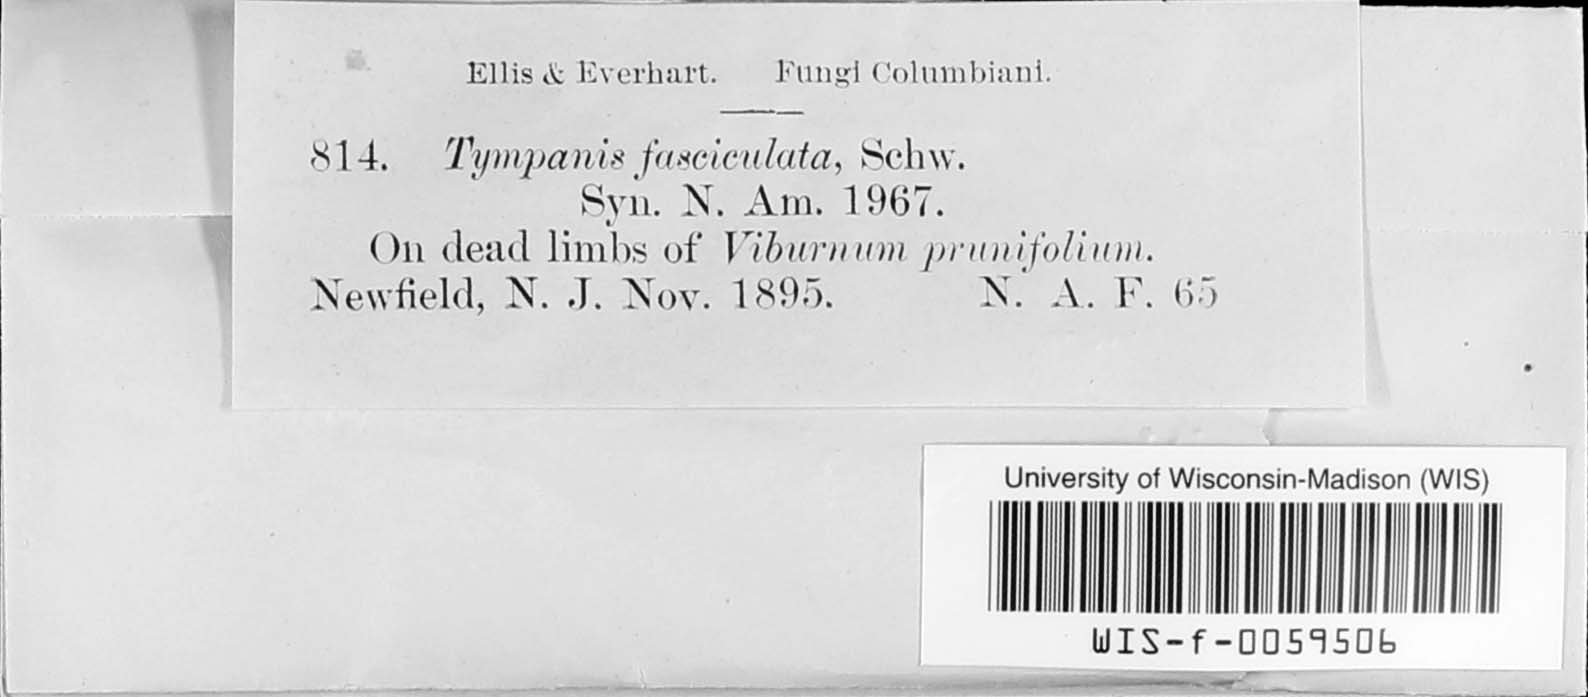 Ellis & Everhart. Fungi Columbiani.
814. Tympanis fasciculata, Schw.
Syn. N. Am. 1967.
On dead limbs of Viburnum prunifolium.
Newfield, N. J. Nov. 1895. N. A. F. 65
University of Wisconsin-Madison (WIS)
WIS-f-0059506